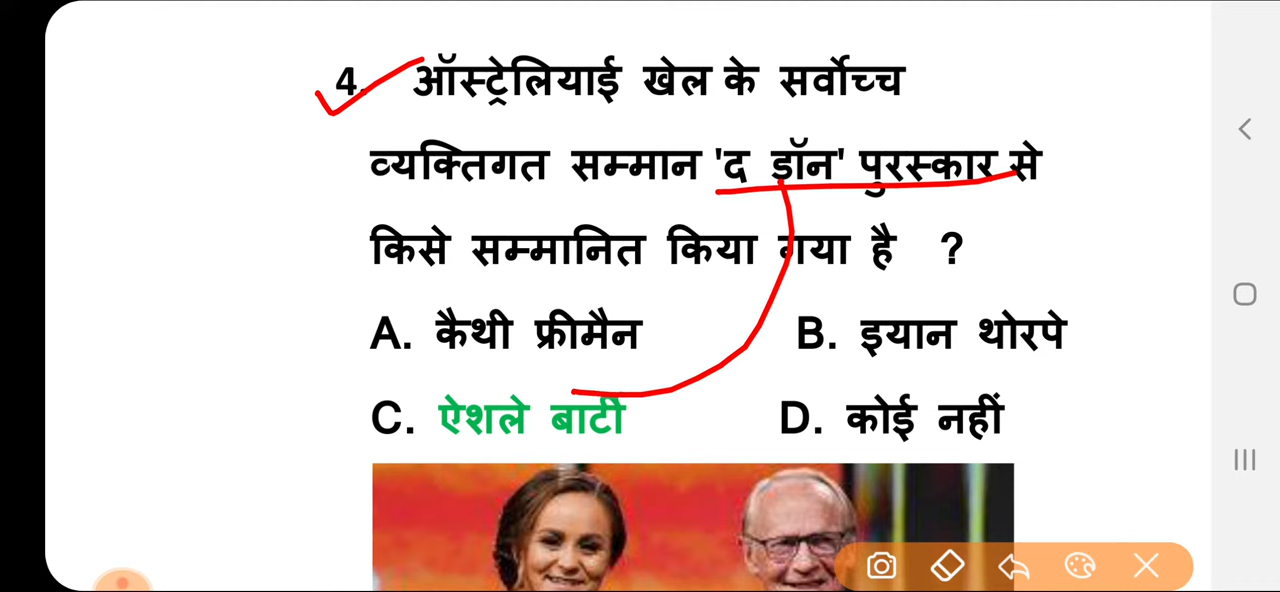 4. ऑस्ट्रेलियाई खेल के सर्वोच्च
व्यक्तिगत सम्मान 'द डॉन' पुरस्कार से
किसे सम्मानित किया गया है ?
A. कैथी फ्रीमैन B. इयान थोरपे
C. ऐशले बार्टी D. कोई नहीं